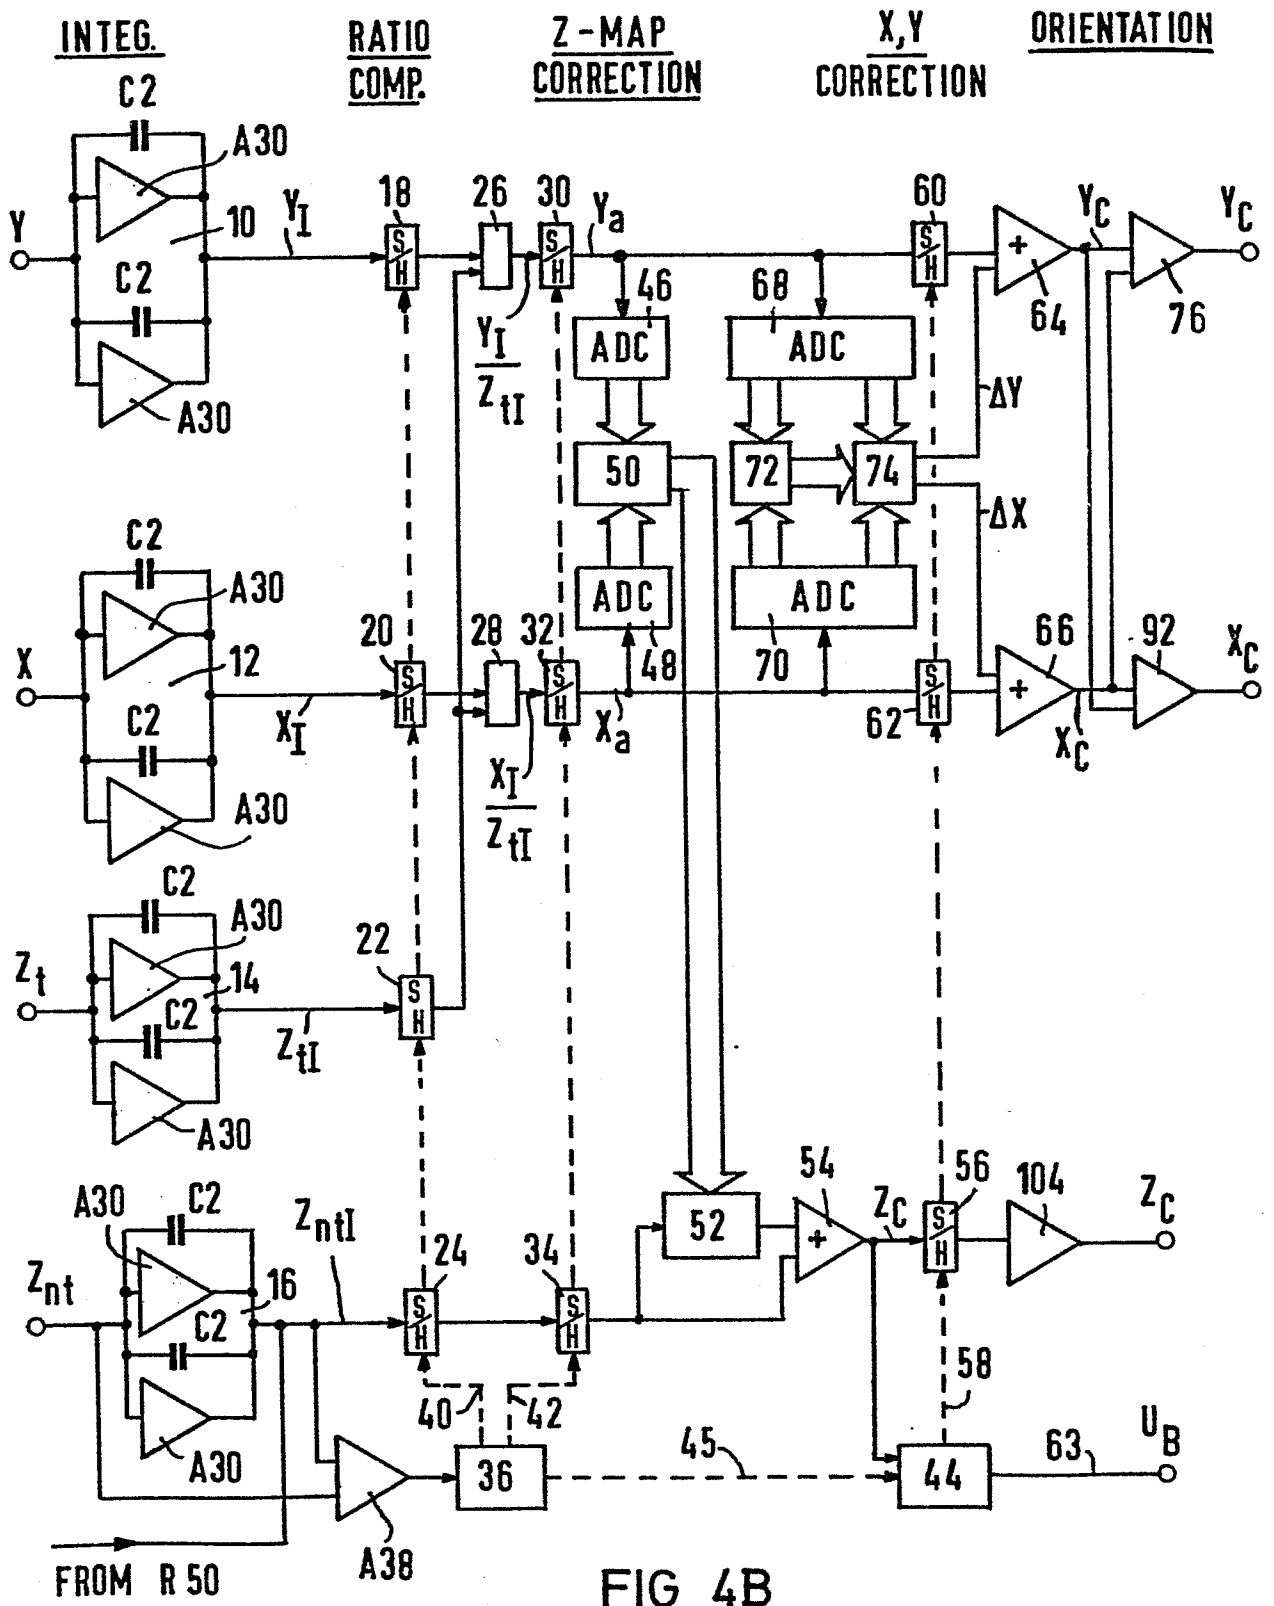 INTEG.
RATIO
COMP.
Z-MAP
CORRECTION
X,Y
CORRECTION
ORIENTATION
C2
A30
Y
10
Y_I
18
26
30
Y_a
60
Y_C
Y_C
S/H
S/H
S/H
+
64
76
C2
A30
Y_I
Z_tI
46
68
ADC
ADC
ΔY
50
72
74
ΔX
C2
A30
ADC
ADC
X
12
X_I
20
28
32
48
70
66
92
X_C
S/H
S/H
S/H
62
+
X_a
X_C
C2
A30
X_I
Z_tI
C2
A30
Z_t
14
22
S/H
C2
Z_tI
A30
A30
C2
Z_ntI
54
56
104
Z_C
Z_nt
16
24
34
52
+
Z_C
S/H
S/H
S/H
C2
40
42
58
A30
36
45
44
63
U_B
A38
FROM R50
FIG 4B